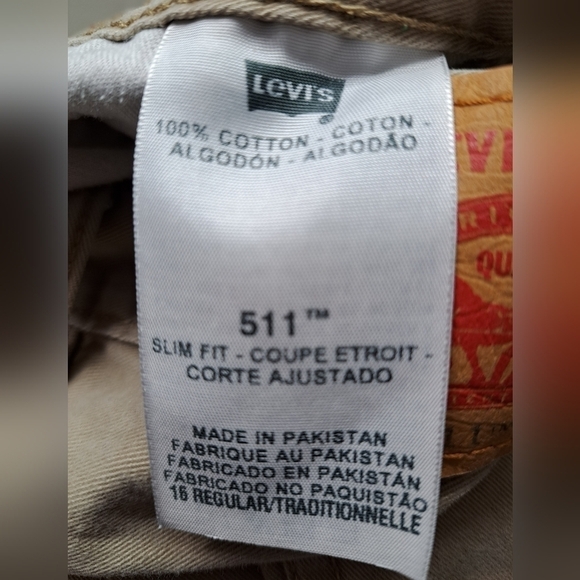 Levi's
100% COTTON - COTON -
ALGODÓN - ALGODÃO
511™
SLIM FIT - COUPE ETROIT -
CORTE AJUSTADO
MADE IN PAKISTAN
FABRIQUE AU PAKISTAN
FABRICADO EN PAKISTÁN
FABRICADO NO PAQUISTÃO
16 REGULAR/TRADITIONNELLE
QU